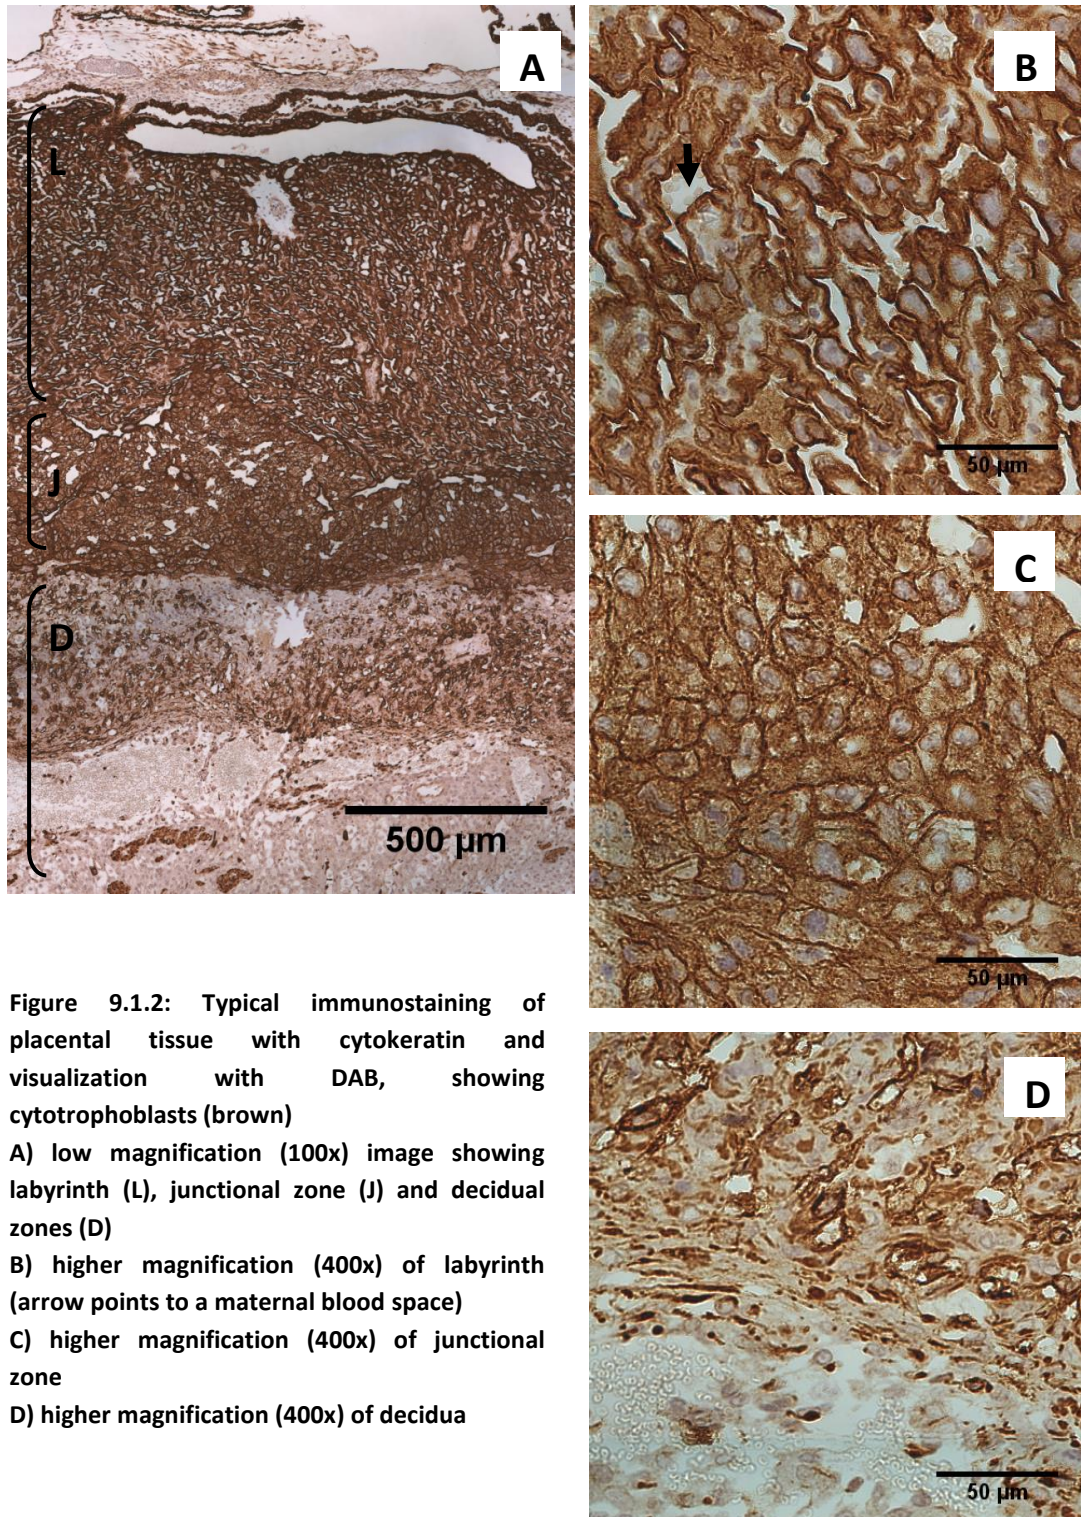 A
L
J
D
500 µm
B
50 µm
C
50 µm
D
50 µm
Figure 9.1.2: Typical immunostaining of
placental tissue with cytokeratin and
visualization with DAB, showing
cytotrophoblasts (brown)
A) low magnification (100x) image showing
labyrinth (L), junctional zone (J) and decidual
zones (D)
B) higher magnification (400x) of labyrinth
(arrow points to a maternal blood space)
C) higher magnification (400x) of junctional
zone
D) higher magnification (400x) of decidua